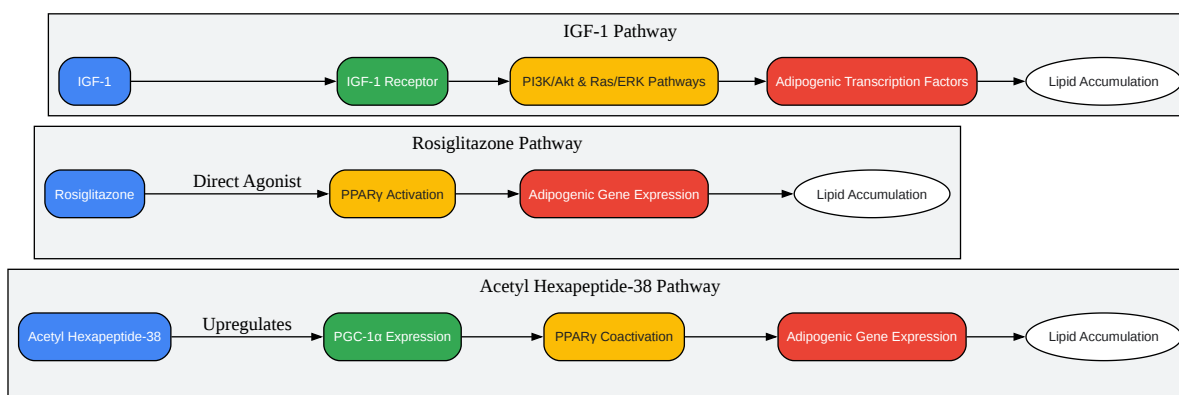 IGF-1 Pathway
IGF-1
IGF-1 Receptor
PI3K/Akt & Ras/ERK Pathways
Adipogenic Transcription Factors
Lipid Accumulation
Rosiglitazone Pathway
Rosiglitazone
Direct Agonist
PPARγ Activation
Adipogenic Gene Expression
Lipid Accumulation
Acetyl Hexapeptide-38 Pathway
Acetyl Hexapeptide-38
Upregulates
PGC-1α Expression
PPARγ Coactivation
Adipogenic Gene Expression
Lipid Accumulation